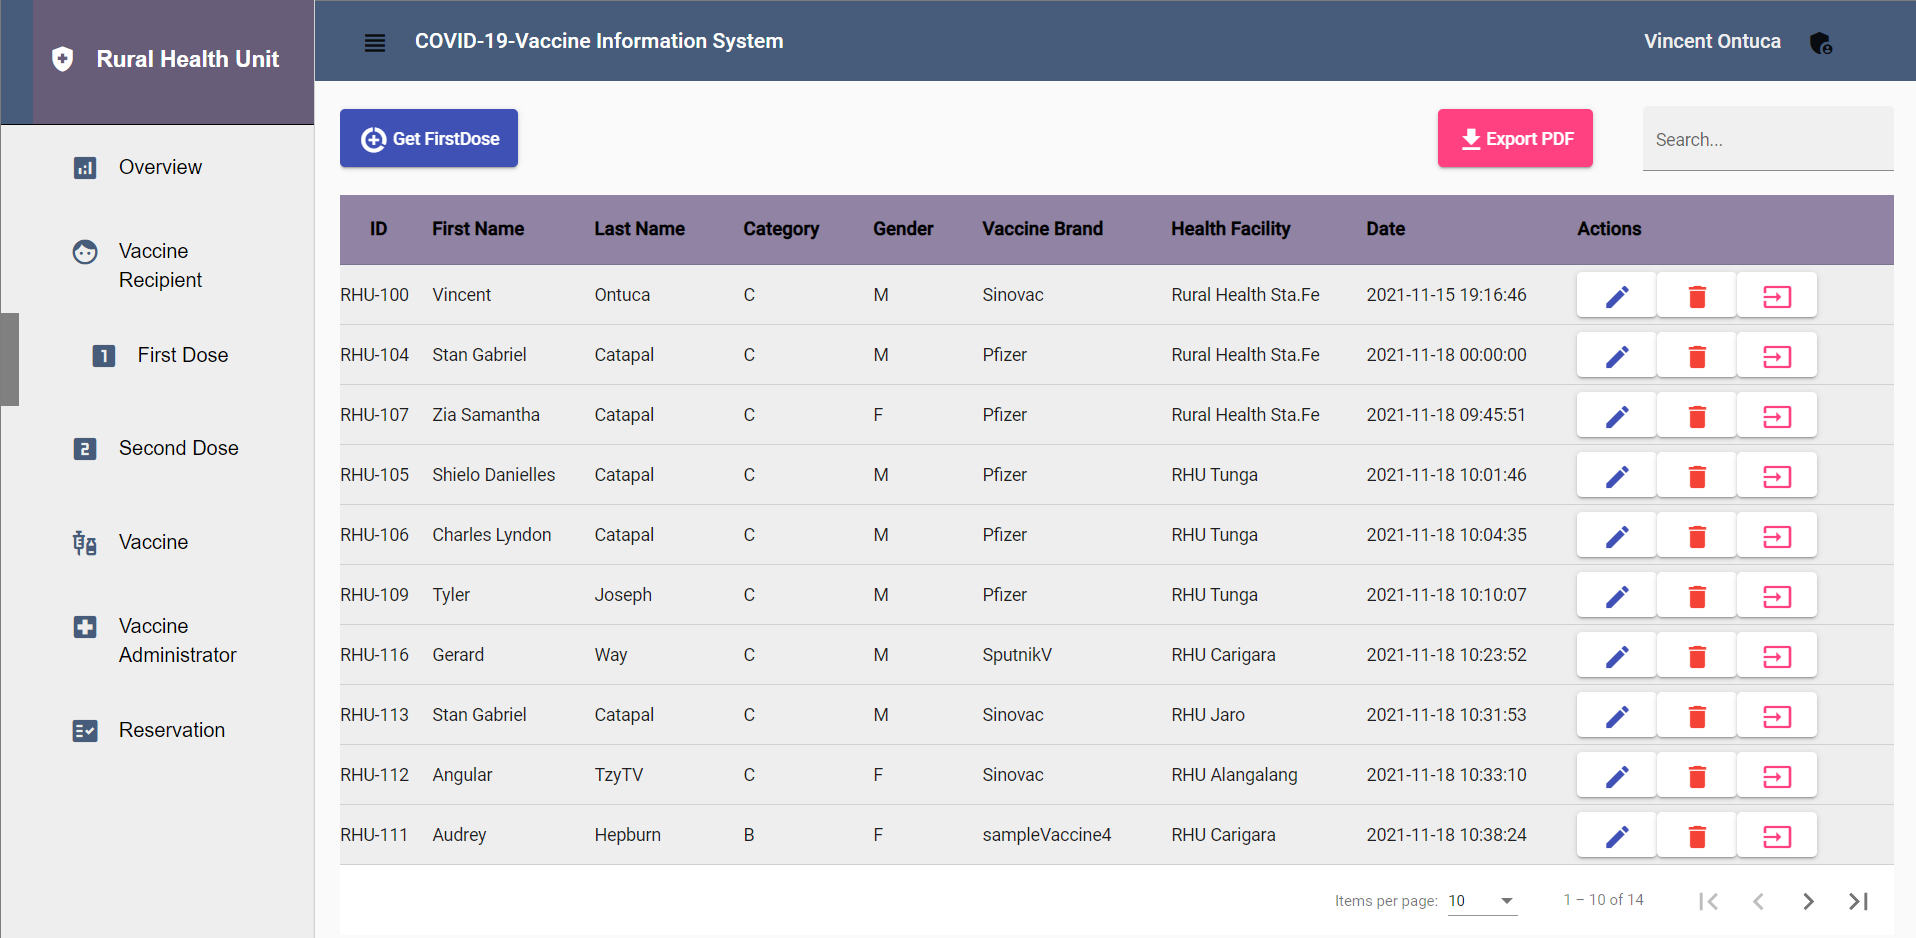 Rural Health Unit
COVID-19-Vaccine Information System
Vincent Ontuca
Overview
Vaccine
Recipient
1 First Dose
2 Second Dose
Vaccine
Vaccine
Administrator
Reservation
Get FirstDose
Export PDF
Search...
ID First Name Last Name Category Gender Vaccine Brand Health Facility Date Actions
RHU-100 Vincent Ontuca C M Sinovac Rural Health Sta.Fe 2021-11-15 19:16:46
RHU-104 Stan Gabriel Catapal C M Pfizer Rural Health Sta.Fe 2021-11-18 00:00:00
RHU-107 Zia Samantha Catapal C F Pfizer Rural Health Sta.Fe 2021-11-18 09:45:51
RHU-105 Shielo Danielles Catapal C M Pfizer RHU Tunga 2021-11-18 10:01:46
RHU-106 Charles Lyndon Catapal C M Pfizer RHU Tunga 2021-11-18 10:04:35
RHU-109 Tyler Joseph C M Pfizer RHU Tunga 2021-11-18 10:10:07
RHU-116 Gerard Way C M SputnikV RHU Carigara 2021-11-18 10:23:52
RHU-113 Stan Gabriel Catapal C M Sinovac RHU Jaro 2021-11-18 10:31:53
RHU-112 Angular TzyTV C F Sinovac RHU Alangalang 2021-11-18 10:33:10
RHU-111 Audrey Hepburn B F sampleVaccine4 RHU Carigara 2021-11-18 10:38:24
Items per page: 10 1 – 10 of 14